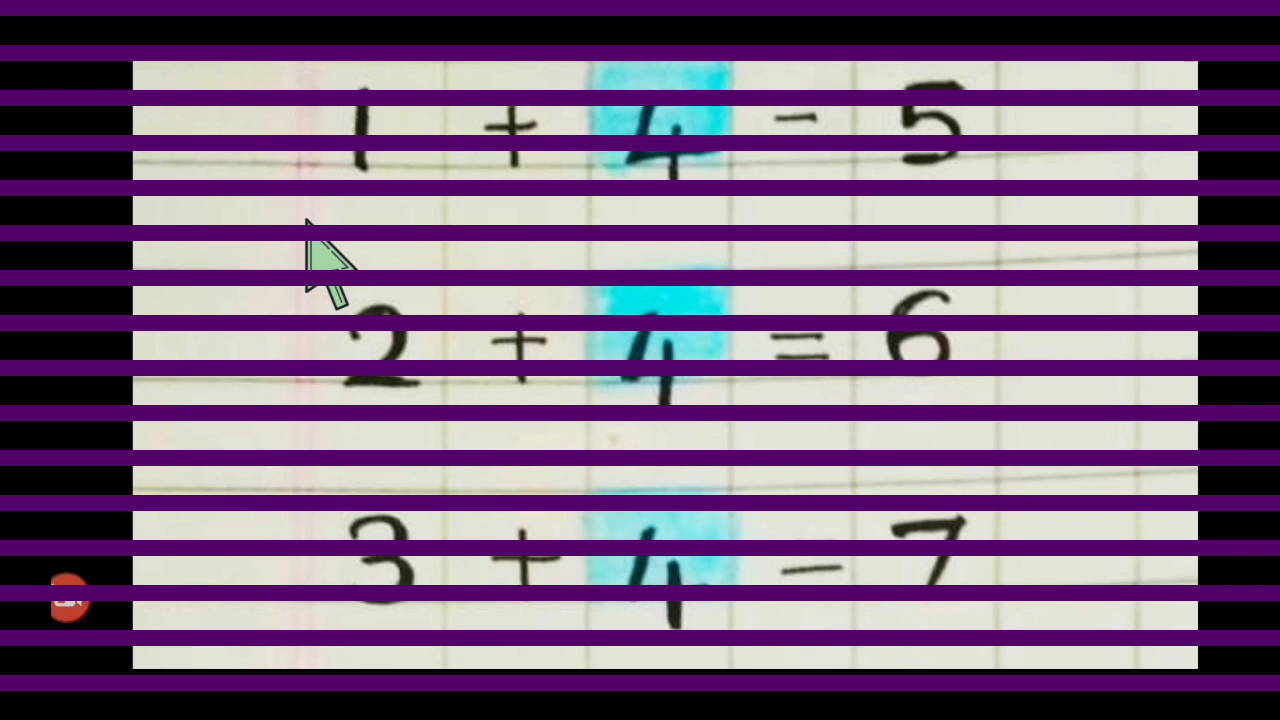 1 + 4 = 5
2 + 4 = 6
3 + 4 = 7